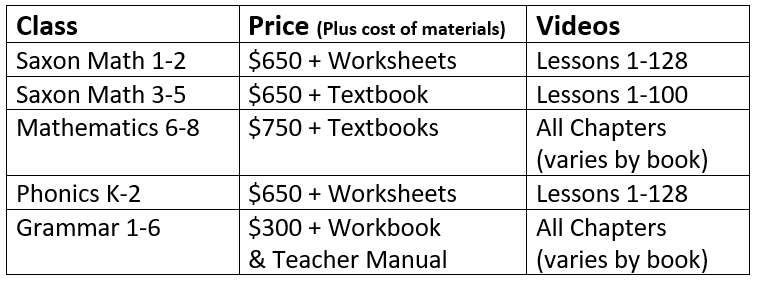 Class Price (Plus cost of materials) Videos
Saxon Math 1-2 $650 + Worksheets Lessons 1-128
Saxon Math 3-5 $650 + Textbook Lessons 1-100
Mathematics 6-8 $750 + Textbooks All Chapters
(varies by book)
Phonics K-2 $650 + Worksheets Lessons 1-128
Grammar 1-6 $300 + Workbook All Chapters
& Teacher Manual (varies by book)